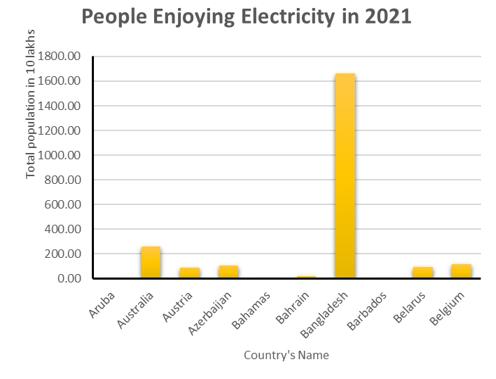 People Enjoying Electricity in 2021
Total population in 10 lakhs
1800.00
1600.00
1400.00
1200.00
1000.00
800.00
600.00
400.00
200.00
0.00
Aruba
Australia
Austria
Azerbaijan
Bahamas
Bahrain
Bangladesh
Barbados
Belarus
Belgium
Country's Name